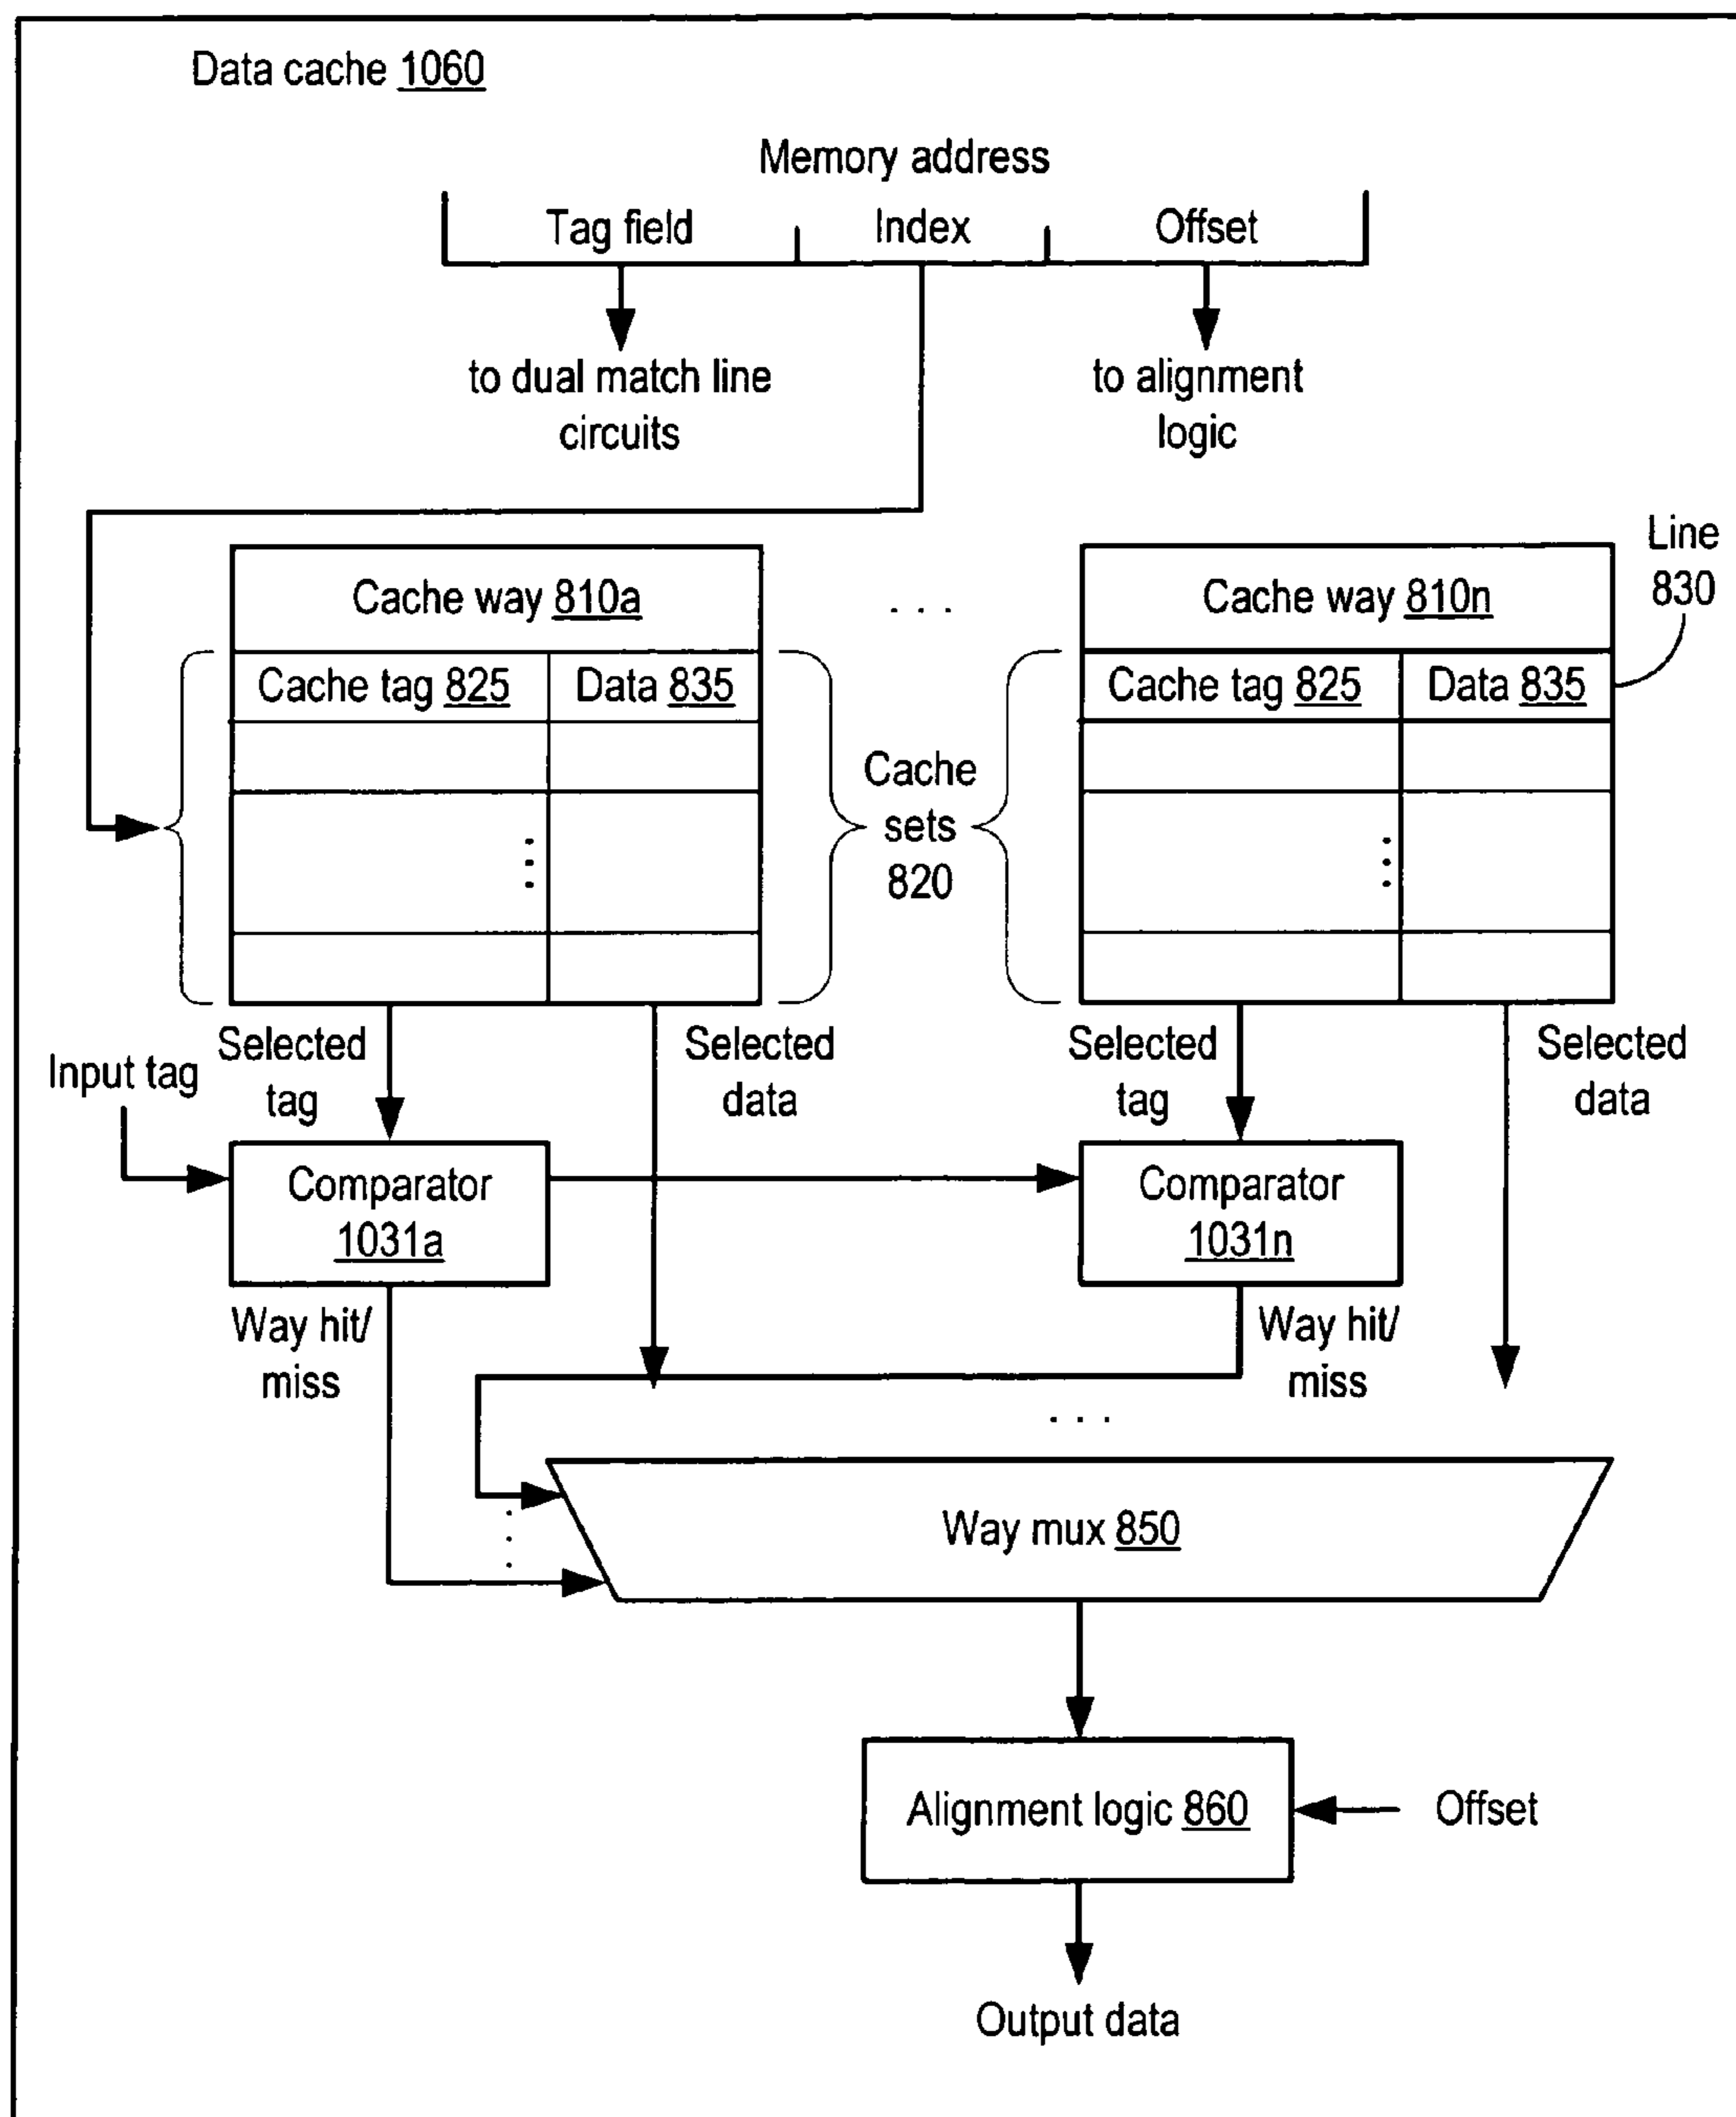 Data cache 1060
Memory address
Tag field Index Offset
to dual match line
circuits
to alignment
logic
Line
830
Cache way 810a
. . .
Cache way 810n
Cache tag 825 Data 835
Cache tag 825 Data 835
Cache
sets
820
Selected
tag
Selected
data
Selected
tag
Selected
data
Input tag
Comparator
1031a
Comparator
1031n
Way hit/
miss
Way hit/
miss
. . .
Way mux 850
Alignment logic 860
Offset
Output data